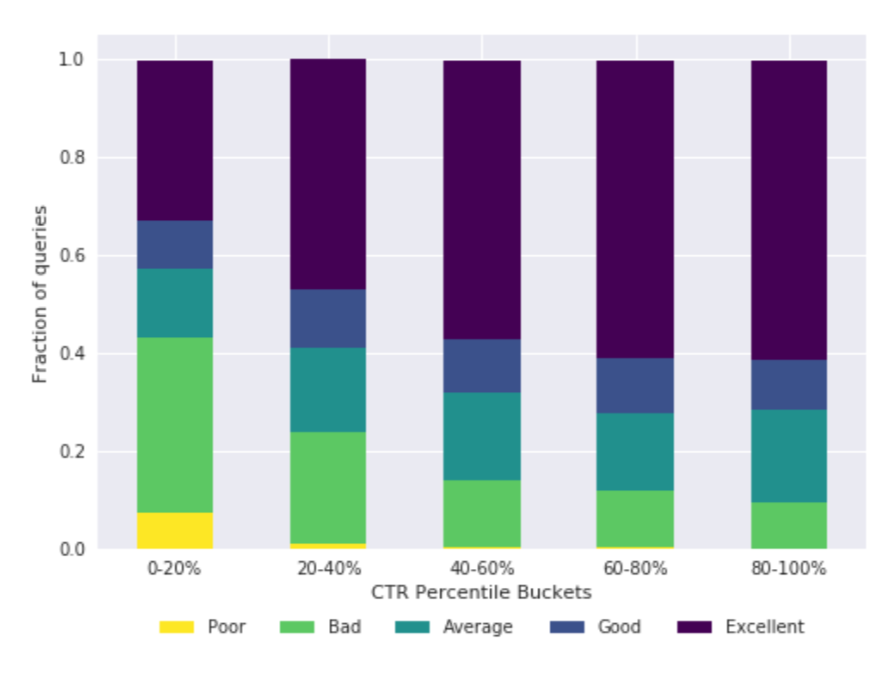 1.0
0.8
0.6
0.4
0.2
0.0
Fraction of queries
0-20% 20-40% 40-60% 60-80% 80-100%
CTR Percentile Buckets
Poor Bad Average Good Excellent